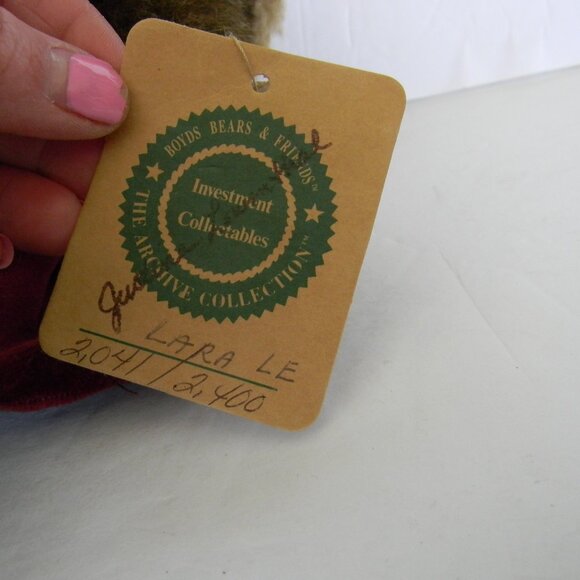 BOYDS BEARS & FRIENDS™
Investment
Collectables
THE ARCHIVE COLLECTION™
LARA LE
2,041/2,400